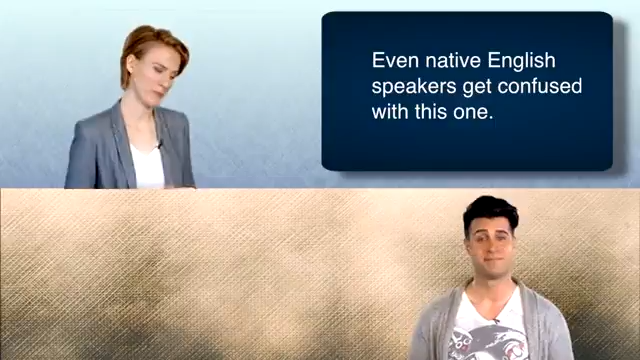 Even native English
speakers get confused
with this one.